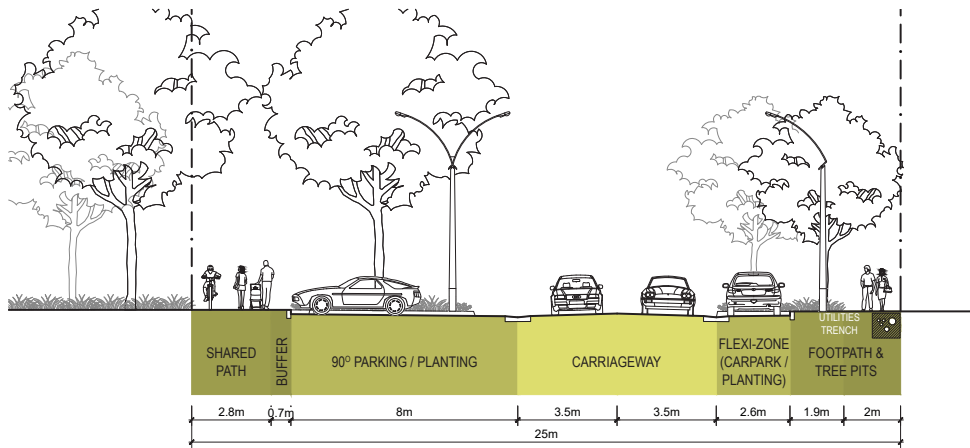 UTILITIES
TRENCH
SHARED
PATH
BUFFER
90⁰ PARKING / PLANTING
CARRIAGEWAY
FLEXI-ZONE
(CARPARK /
PLANTING)
FOOTPATH &
TREE PITS
2.8m
0.7m
8m
3.5m
3.5m
2.6m
1.9m
2m
25m